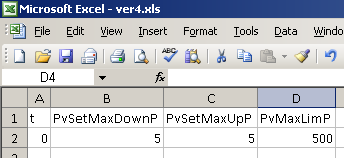 Microsoft Excel - ver4.xls
File Edit View Insert Format Tools Data Window
D4 fx
A B C D
1 t PvSetMaxDownP PvSetMaxUpP PvMaxLimP
2 0 5 5 500